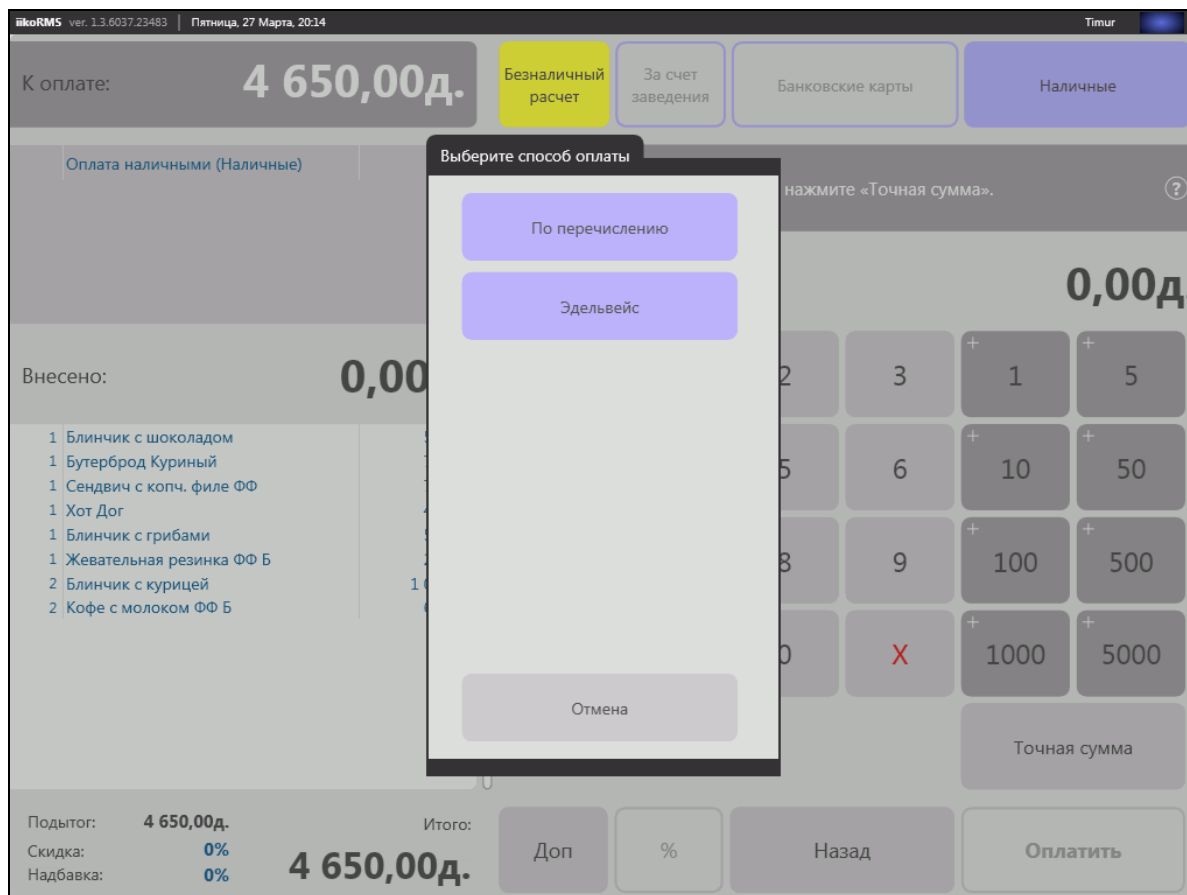 iikoRMS ver. 1.3.6037.23483 | Пятница, 27 Марта, 20:14 Timur
К оплате: 4 650,00д.
Безналичный расчет
За счет заведения
Банковские карты
Наличные
Оплата наличными (Наличные)
Выберите способ оплаты
нажмите «Точная сумма». ?
По перечислению
Эдельвейс
Отмена
0,00д
Внесено: 0,00
2 3 +1 +5
5 6 +10 +50
8 9 +100 +500
0 X +1000 +5000
Точная сумма
1 Блинчик с шоколадом
1 Бутерброд Куриный
1 Сендвич с копч. филе ФФ
1 Хот Дог
1 Блинчик с грибами
1 Жевательная резинка ФФ Б
2 Блинчик с курицей
2 Кофе с молоком ФФ Б
Подытог: 4 650,00д.
Скидка: 0%
Надбавка: 0%
Итого:
4 650,00д.
Доп
%
Назад
Оплатить